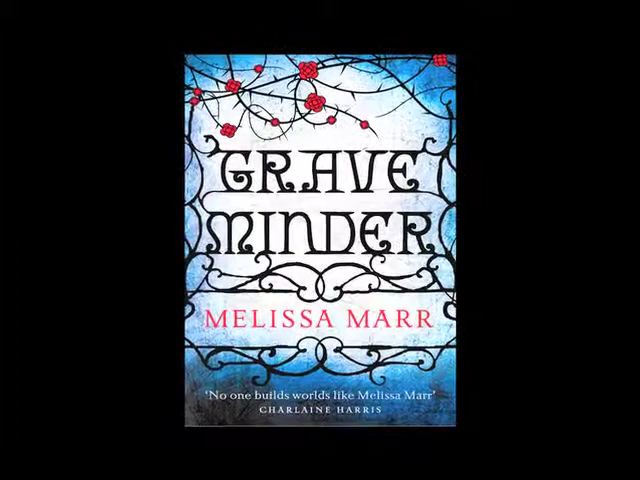 GRAVE
MINDER
MELISSA MARR
'No one builds worlds like Melissa Marr'
CHARLAINE HARRIS